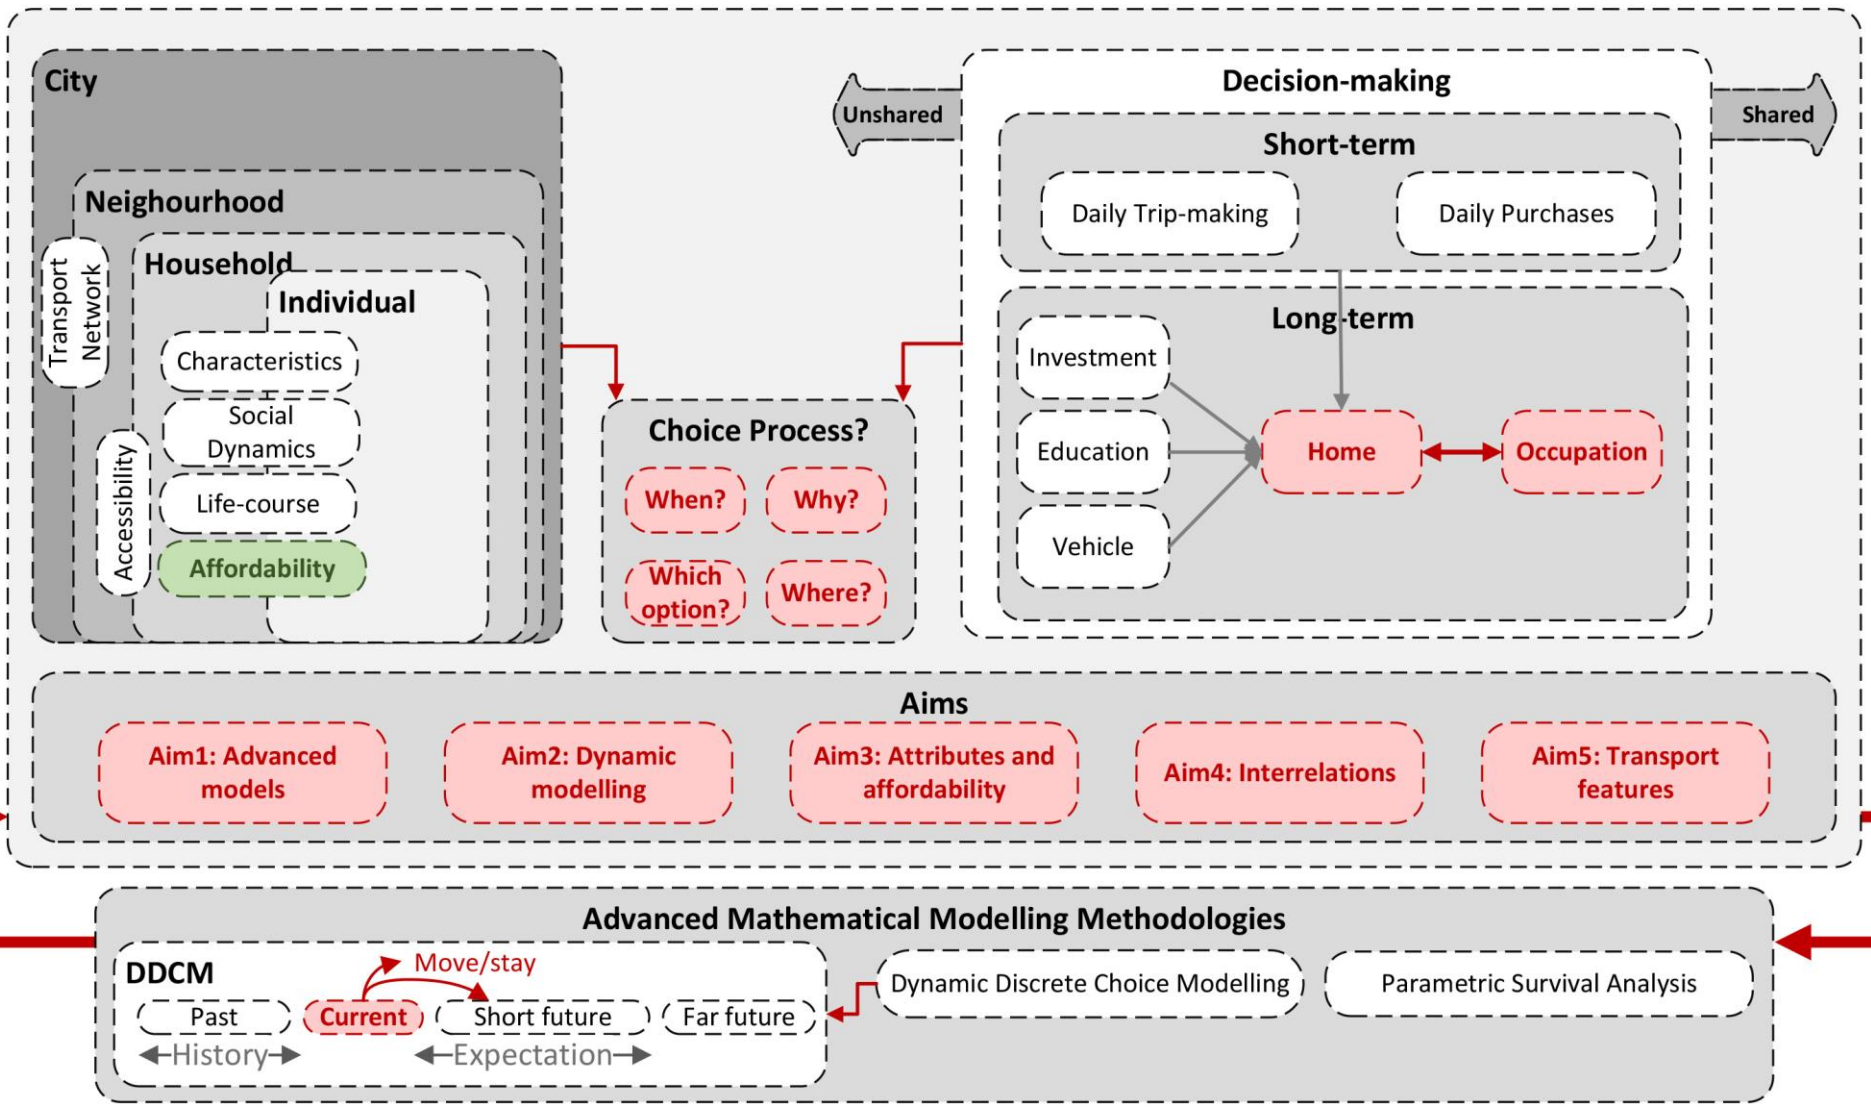 City
Neighourhood
Household
Individual
Transport
Network
Accessibility
Characteristics
Social
Dynamics
Life-course
Affordability
Choice Process?
When?
Why?
Which
option?
Where?
Unshared
Decision-making
Shared
Short-term
Daily Trip-making
Daily Purchases
Long-term
Investment
Education
Vehicle
Home
Occupation
Aims
Aim1: Advanced
models
Aim2: Dynamic
modelling
Aim3: Attributes and
affordability
Aim4: Interrelations
Aim5: Transport
features
Advanced Mathematical Modelling Methodologies
DDCM
Move/stay
Past
Current
Short future
Far future
History
Expectation
Dynamic Discrete Choice Modelling
Parametric Survival Analysis